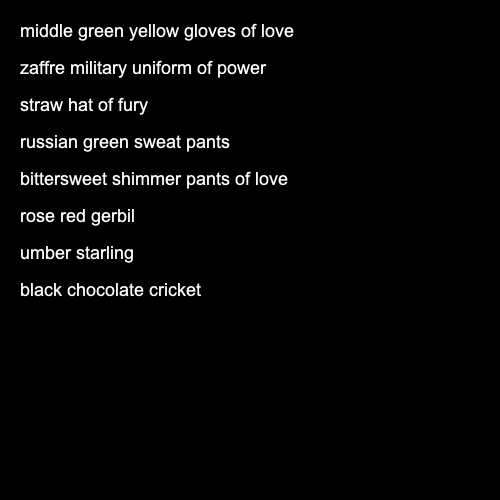 middle green yellow gloves of love
zaffre military uniform of power
straw hat of fury
russian green sweat pants
bittersweet shimmer pants of love
rose red gerbil
umber starling
black chocolate cricket